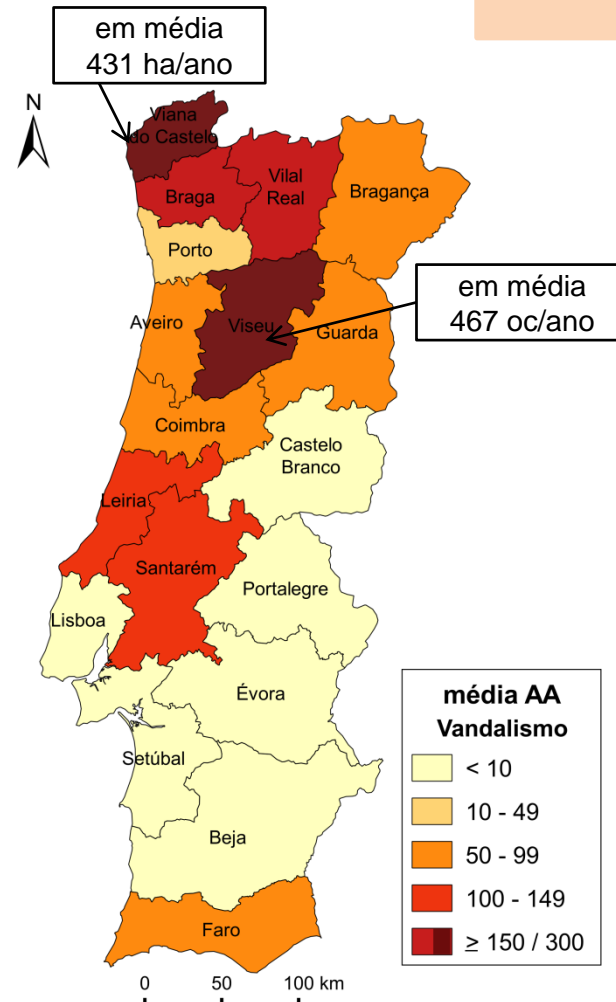 em média
431 ha/ano
N
Viana
do Castelo
Braga
Vilal
Real
Bragança
Porto
em média
467 oc/ano
Aveiro
Viseu
Guarda
Coimbra
Castelo
Branco
Leiria
Santarém
Portalegre
Lisboa
Évora
Setúbal
Beja
Faro
média AA
Vandalismo
< 10
10 - 49
50 - 99
100 - 149
≥ 150 / 300
0 50 100 km